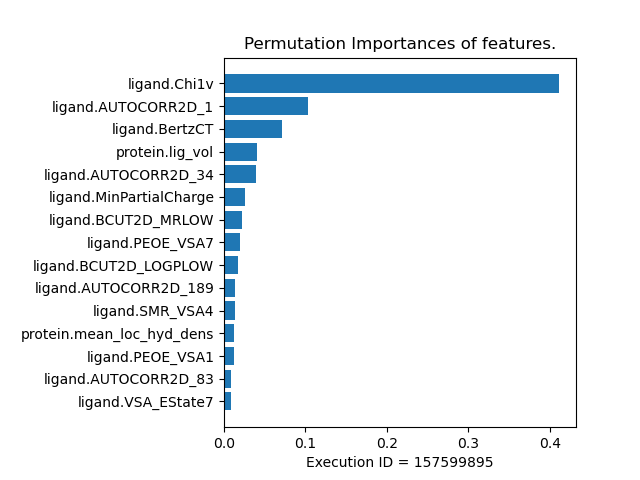 Permutation Importances of features.
ligand.Chi1v
ligand.AUTOCORR2D_1
ligand.BertzCT
protein.lig_vol
ligand.AUTOCORR2D_34
ligand.MinPartialCharge
ligand.BCUT2D_MRLOW
ligand.PEOE_VSA7
ligand.BCUT2D_LOGPLOW
ligand.AUTOCORR2D_189
ligand.SMR_VSA4
protein.mean_loc_hyd_dens
ligand.PEOE_VSA1
ligand.AUTOCORR2D_83
ligand.VSA_EState7
0.0 0.1 0.2 0.3 0.4
Execution ID = 157599895